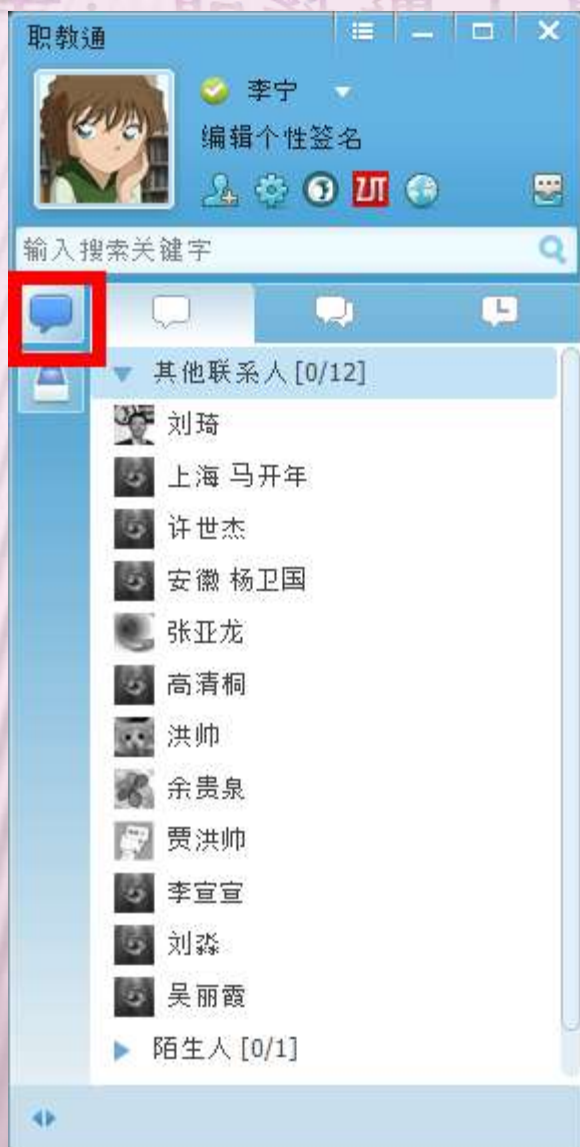 职教通
李宁
编辑个性签名
输入搜索关键字
其他联系人 [0/12]
刘琦
上海 马开年
许世杰
安徽 杨卫国
张亚龙
高清桐
洪帅
余贵泉
贾洪帅
李宣宣
刘淼
吴丽霞
陌生人 [0/1]